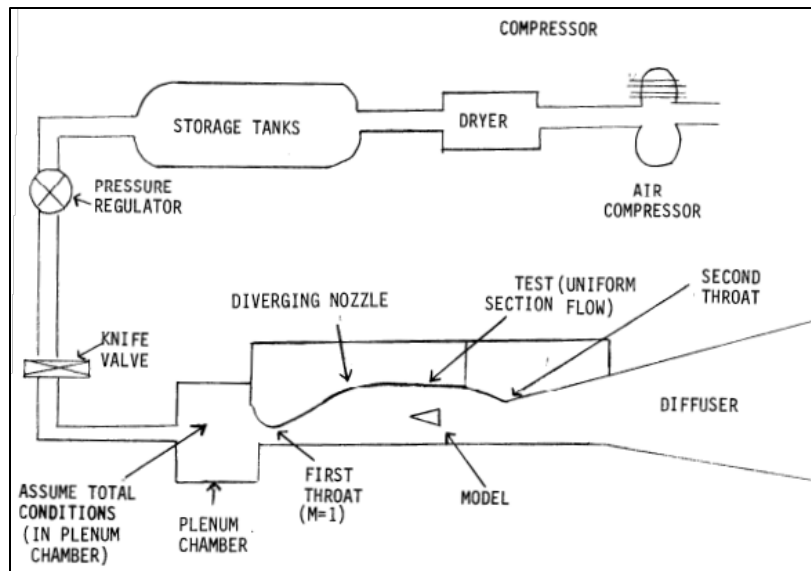 COMPRESSOR
STORAGE TANKS
DRYER
PRESSURE
REGULATOR
AIR
COMPRESSOR
DIVERGING NOZZLE
TEST (UNIFORM
SECTION FLOW)
SECOND
THROAT
KNIFE
VALVE
DIFFUSER
ASSUME TOTAL
CONDITIONS
(IN PLENUM
CHAMBER)
PLENUM
CHAMBER
FIRST
THROAT
(M=1)
MODEL